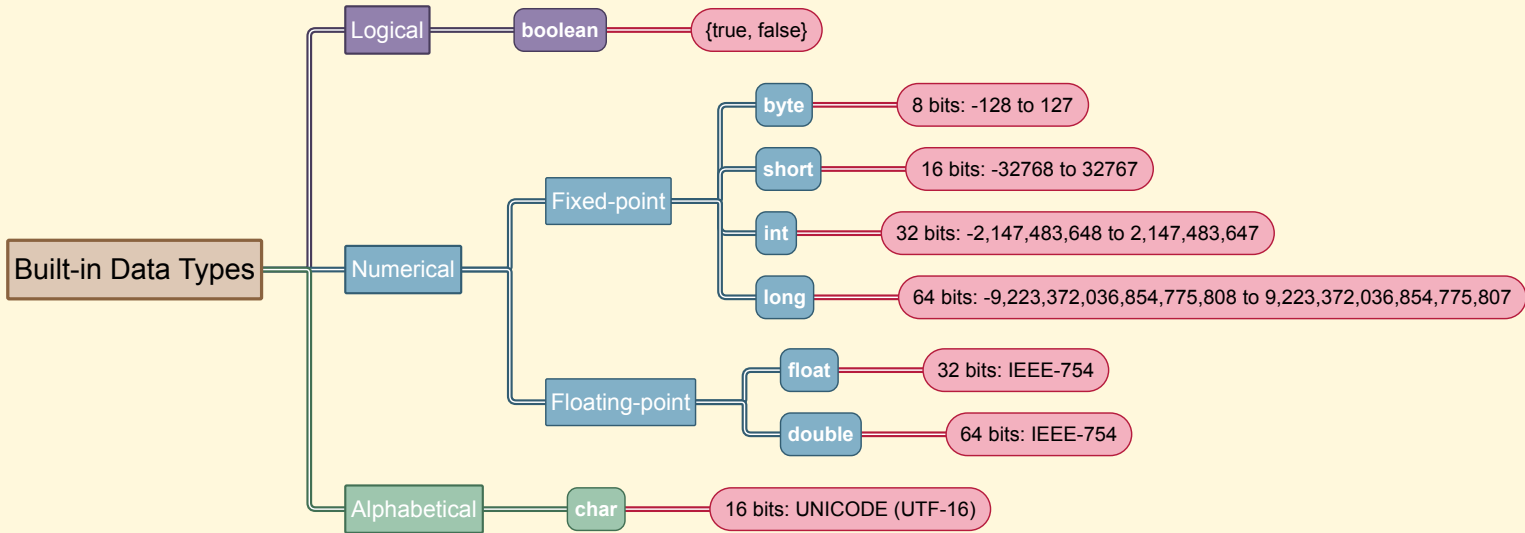 Logical
boolean
{true, false}
byte
8 bits: -128 to 127
short
16 bits: -32768 to 32767
Fixed-point
int
32 bits: -2,147,483,648 to 2,147,483,647
Built-in Data Types
Numerical
long
64 bits: -9,223,372,036,854,775,808 to 9,223,372,036,854,775,807
float
32 bits: IEEE-754
Floating-point
double
64 bits: IEEE-754
Alphabetical
char
16 bits: UNICODE (UTF-16)